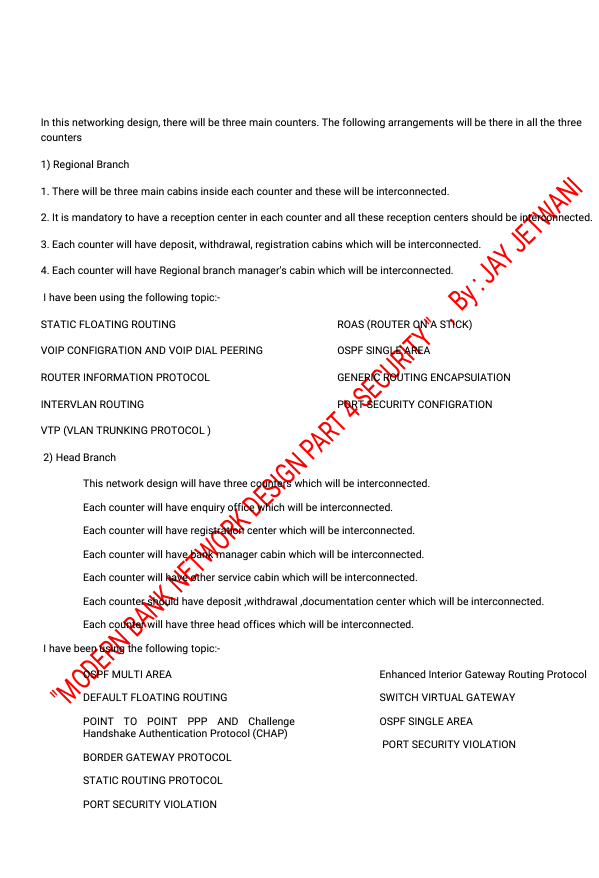 In this networking design, there will be three main counters. The following arrangements will be there in all the three
counters
1) Regional Branch
1. There will be three main cabins inside each counter and these will be interconnected.
2. It is mandatory to have a reception center in each counter and all these reception centers should be interconnected.
3. Each counter will have deposit, withdrawal, registration cabins which will be interconnected.
4. Each counter will have Regional branch manager's cabin which will be interconnected.
I have been using the following topic:-
STATIC FLOATING ROUTING
VOIP CONFIGRATION AND VOIP DIAL PEERING
ROUTER INFORMATION PROTOCOL
INTERVLAN ROUTING
VTP (VLAN TRUNKING PROTOCOL )
ROAS (ROUTER ON A STICK)
OSPF SINGLE AREA
GENERIC ROUTING ENCAPSUlATION
PORT SECURITY CONFIGRATION
2) Head Branch
This network design will have three counters which will be interconnected.
Each counter will have enquiry office which will be interconnected.
Each counter will have registration center which will be interconnected.
Each counter will have bank manager cabin which will be interconnected.
Each counter will have other service cabin which will be interconnected.
Each counter should have deposit ,withdrawal ,documentation center which will be interconnected.
Each counter will have three head offices which will be interconnected.
I have been using the following topic:-
OSPF MULTI AREA
DEFAULT FLOATING ROUTING
POINT TO POINT PPP AND Challenge
Handshake Authentication Protocol (CHAP)
BORDER GATEWAY PROTOCOL
STATIC ROUTING PROTOCOL
PORT SECURITY VIOLATION
Enhanced Interior Gateway Routing Protocol
SWITCH VIRTUAL GATEWAY
OSPF SINGLE AREA
PORT SECURITY VIOLATION
"MODERN BANK NETWORK DESIGN PART 4 SECURITY" , By : JAY JETWANI